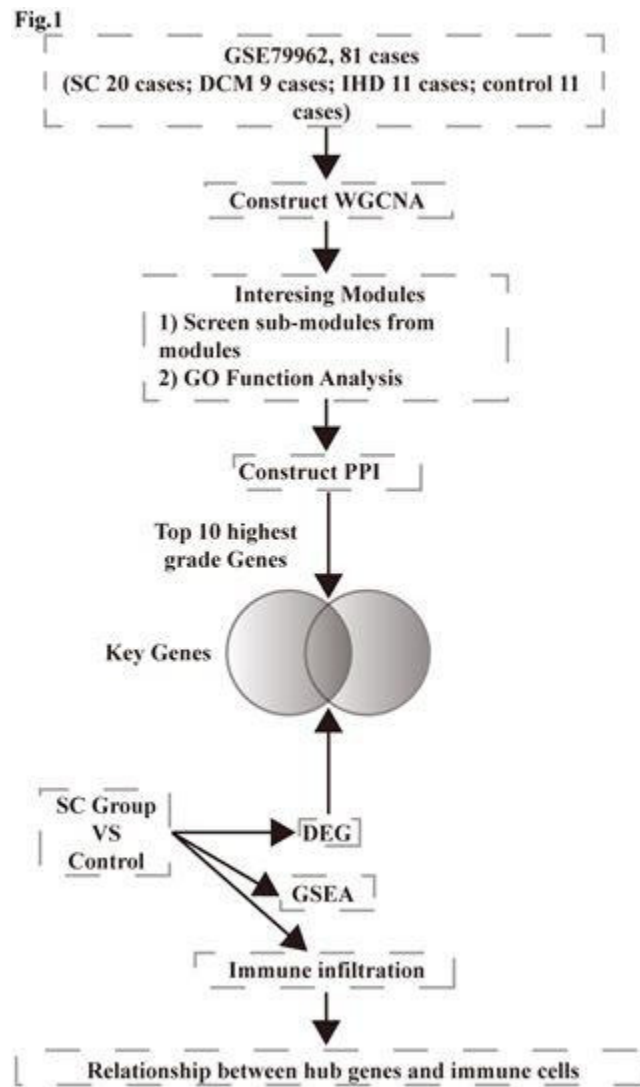 Fig.1
GSE79962, 81 cases
(SC 20 cases; DCM 9 cases; IHD 11 cases; control 11
cases)
Construct WGCNA
Interesing Modules
1) Screen sub-modules from
modules
2) GO Function Analysis
Construct PPI
Top 10 highest
grade Genes
Key Genes
SC Group
VS
Control
DEG
GSEA
Immune infiltration
Relationship between hub genes and immune cells